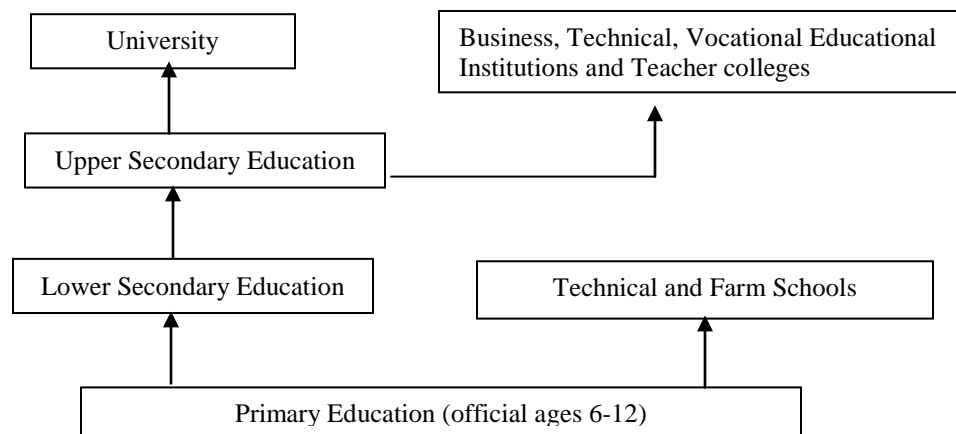 University
Business, Technical, Vocational Educational
Institutions and Teacher colleges
Upper Secondary Education
Lower Secondary Education
Technical and Farm Schools
Primary Education (official ages 6-12)